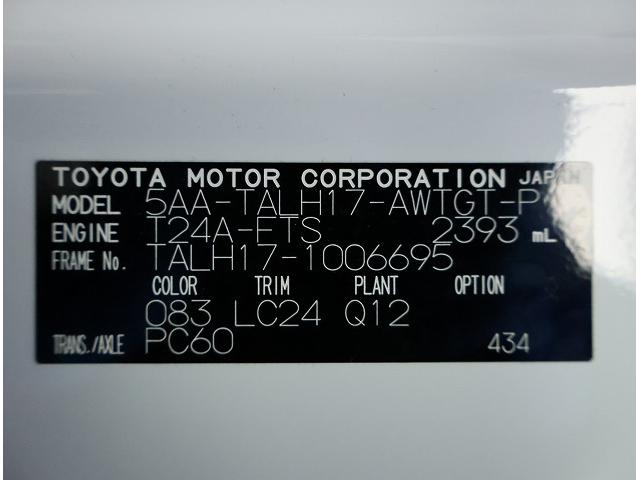 TOYOTA MOTOR CORPORATION JAPAN
MODEL 5AA-TALH17-AWTGT-P
ENGINE T24A-FTS 2393 mL
FRAME No. TALH17-1006695
COLOR TRIM PLANT OPTION
083 LC24 Q12
TRANS./AXLE PC60 434